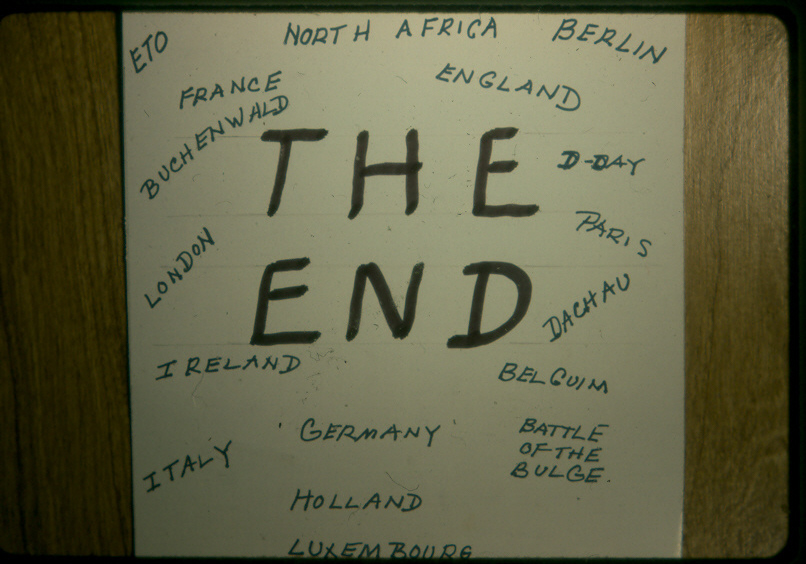 ETO
NORTH AFRICA
BERLIN
FRANCE
ENGLAND
BUCHENWALD
THE
D-DAY
PARIS
LONDON
END
DACHAU
IRELAND
BELGUIM
GERMANY
BATTLE
OF THE
BULGE.
ITALY
HOLLAND
LUXEMBOURG